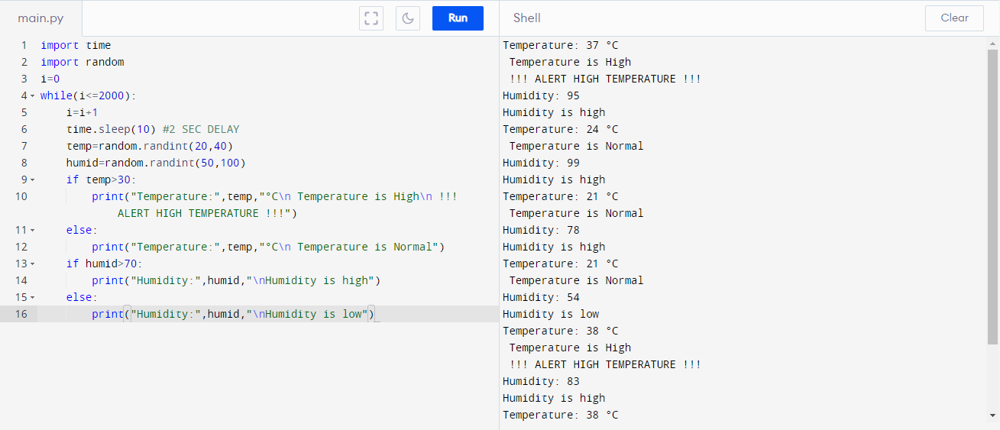 main.py
Run
1 import time
2 import random
3 i=0
4 while(i<=2000):
5     i=i+1
6     time.sleep(10) #2 SEC DELAY
7     temp=random.randint(20,40)
8     humid=random.randint(50,100)
9     if temp>30:
10         print("Temperature:",temp,"°C\n Temperature is High\n !!!
            ALERT HIGH TEMPERATURE !!!")
11     else:
12         print("Temperature:",temp,"°C\n Temperature is Normal")
13     if humid>70:
14         print("Humidity:",humid,"\nHumidity is high")
15     else:
16         print("Humidity:",humid,"\nHumidity is low")
Shell
Clear
Temperature: 37 °C
 Temperature is High
 !!! ALERT HIGH TEMPERATURE !!!
Humidity: 95
Humidity is high
Temperature: 24 °C
 Temperature is Normal
Humidity: 99
Humidity is high
Temperature: 21 °C
 Temperature is Normal
Humidity: 78
Humidity is high
Temperature: 21 °C
 Temperature is Normal
Humidity: 54
Humidity is low
Temperature: 38 °C
 Temperature is High
 !!! ALERT HIGH TEMPERATURE !!!
Humidity: 83
Humidity is high
Temperature: 38 °C